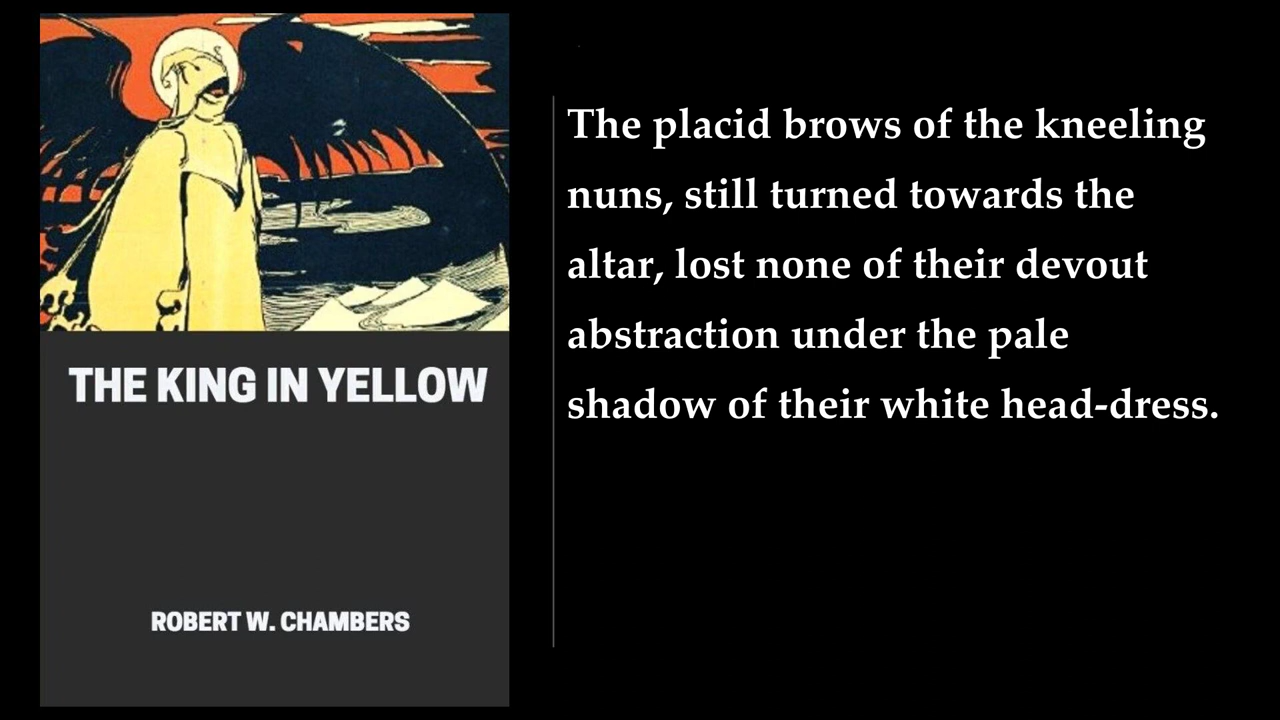 THE KING IN YELLOW
ROBERT W. CHAMBERS
The placid brows of the kneeling
nuns, still turned towards the
altar, lost none of their devout
abstraction under the pale
shadow of their white head-dress.